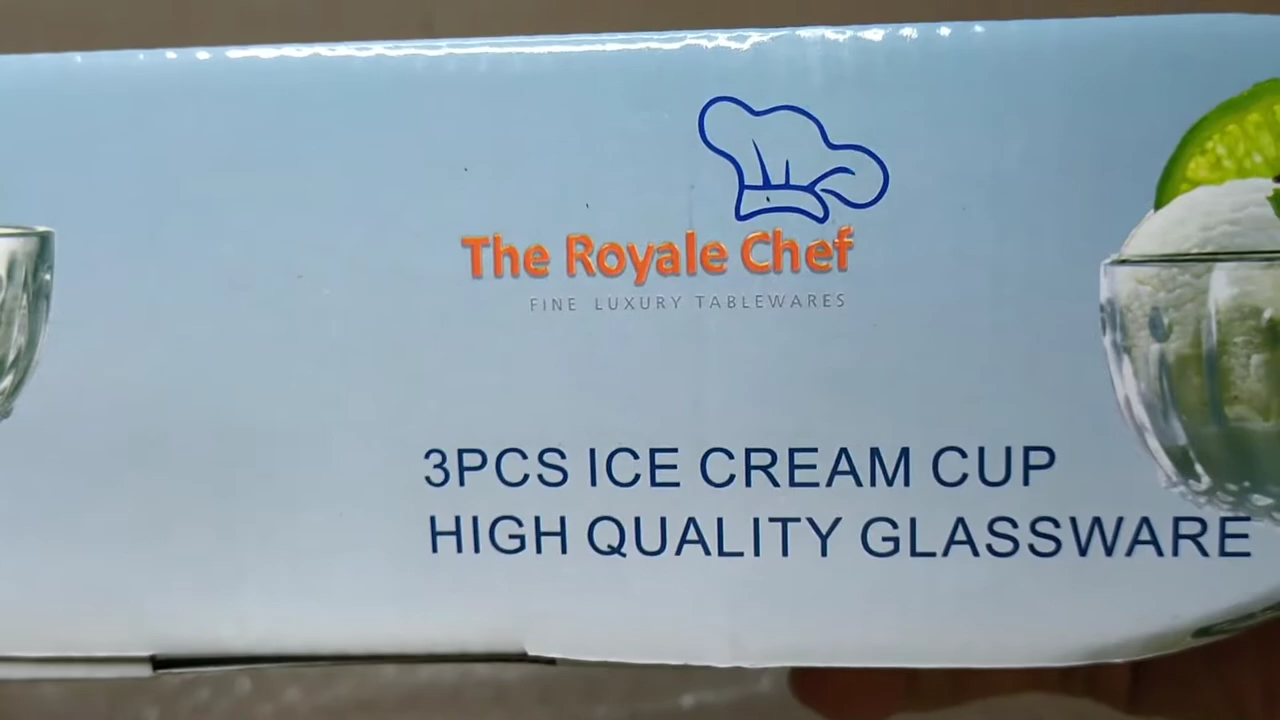 The Royale Chef
FINE LUXURY TABLEWARES
3PCS ICE CREAM CUP
HIGH QUALITY GLASSWARE